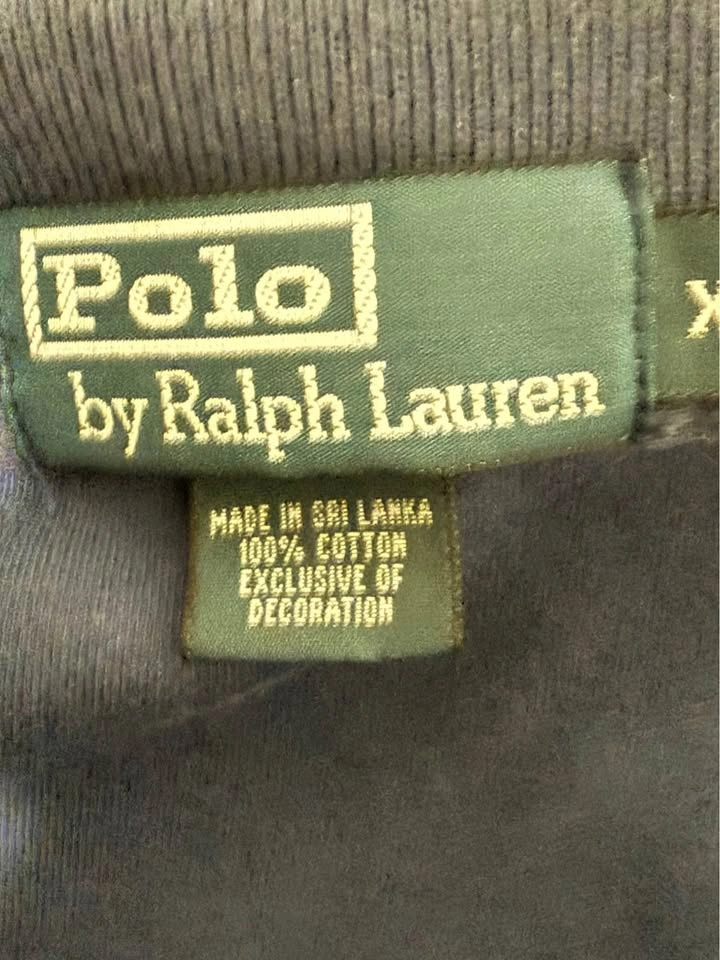 Polo
by Ralph Lauren
X
MADE IN SRI LANKA
100% COTTON
EXCLUSIVE OF
DECORATION